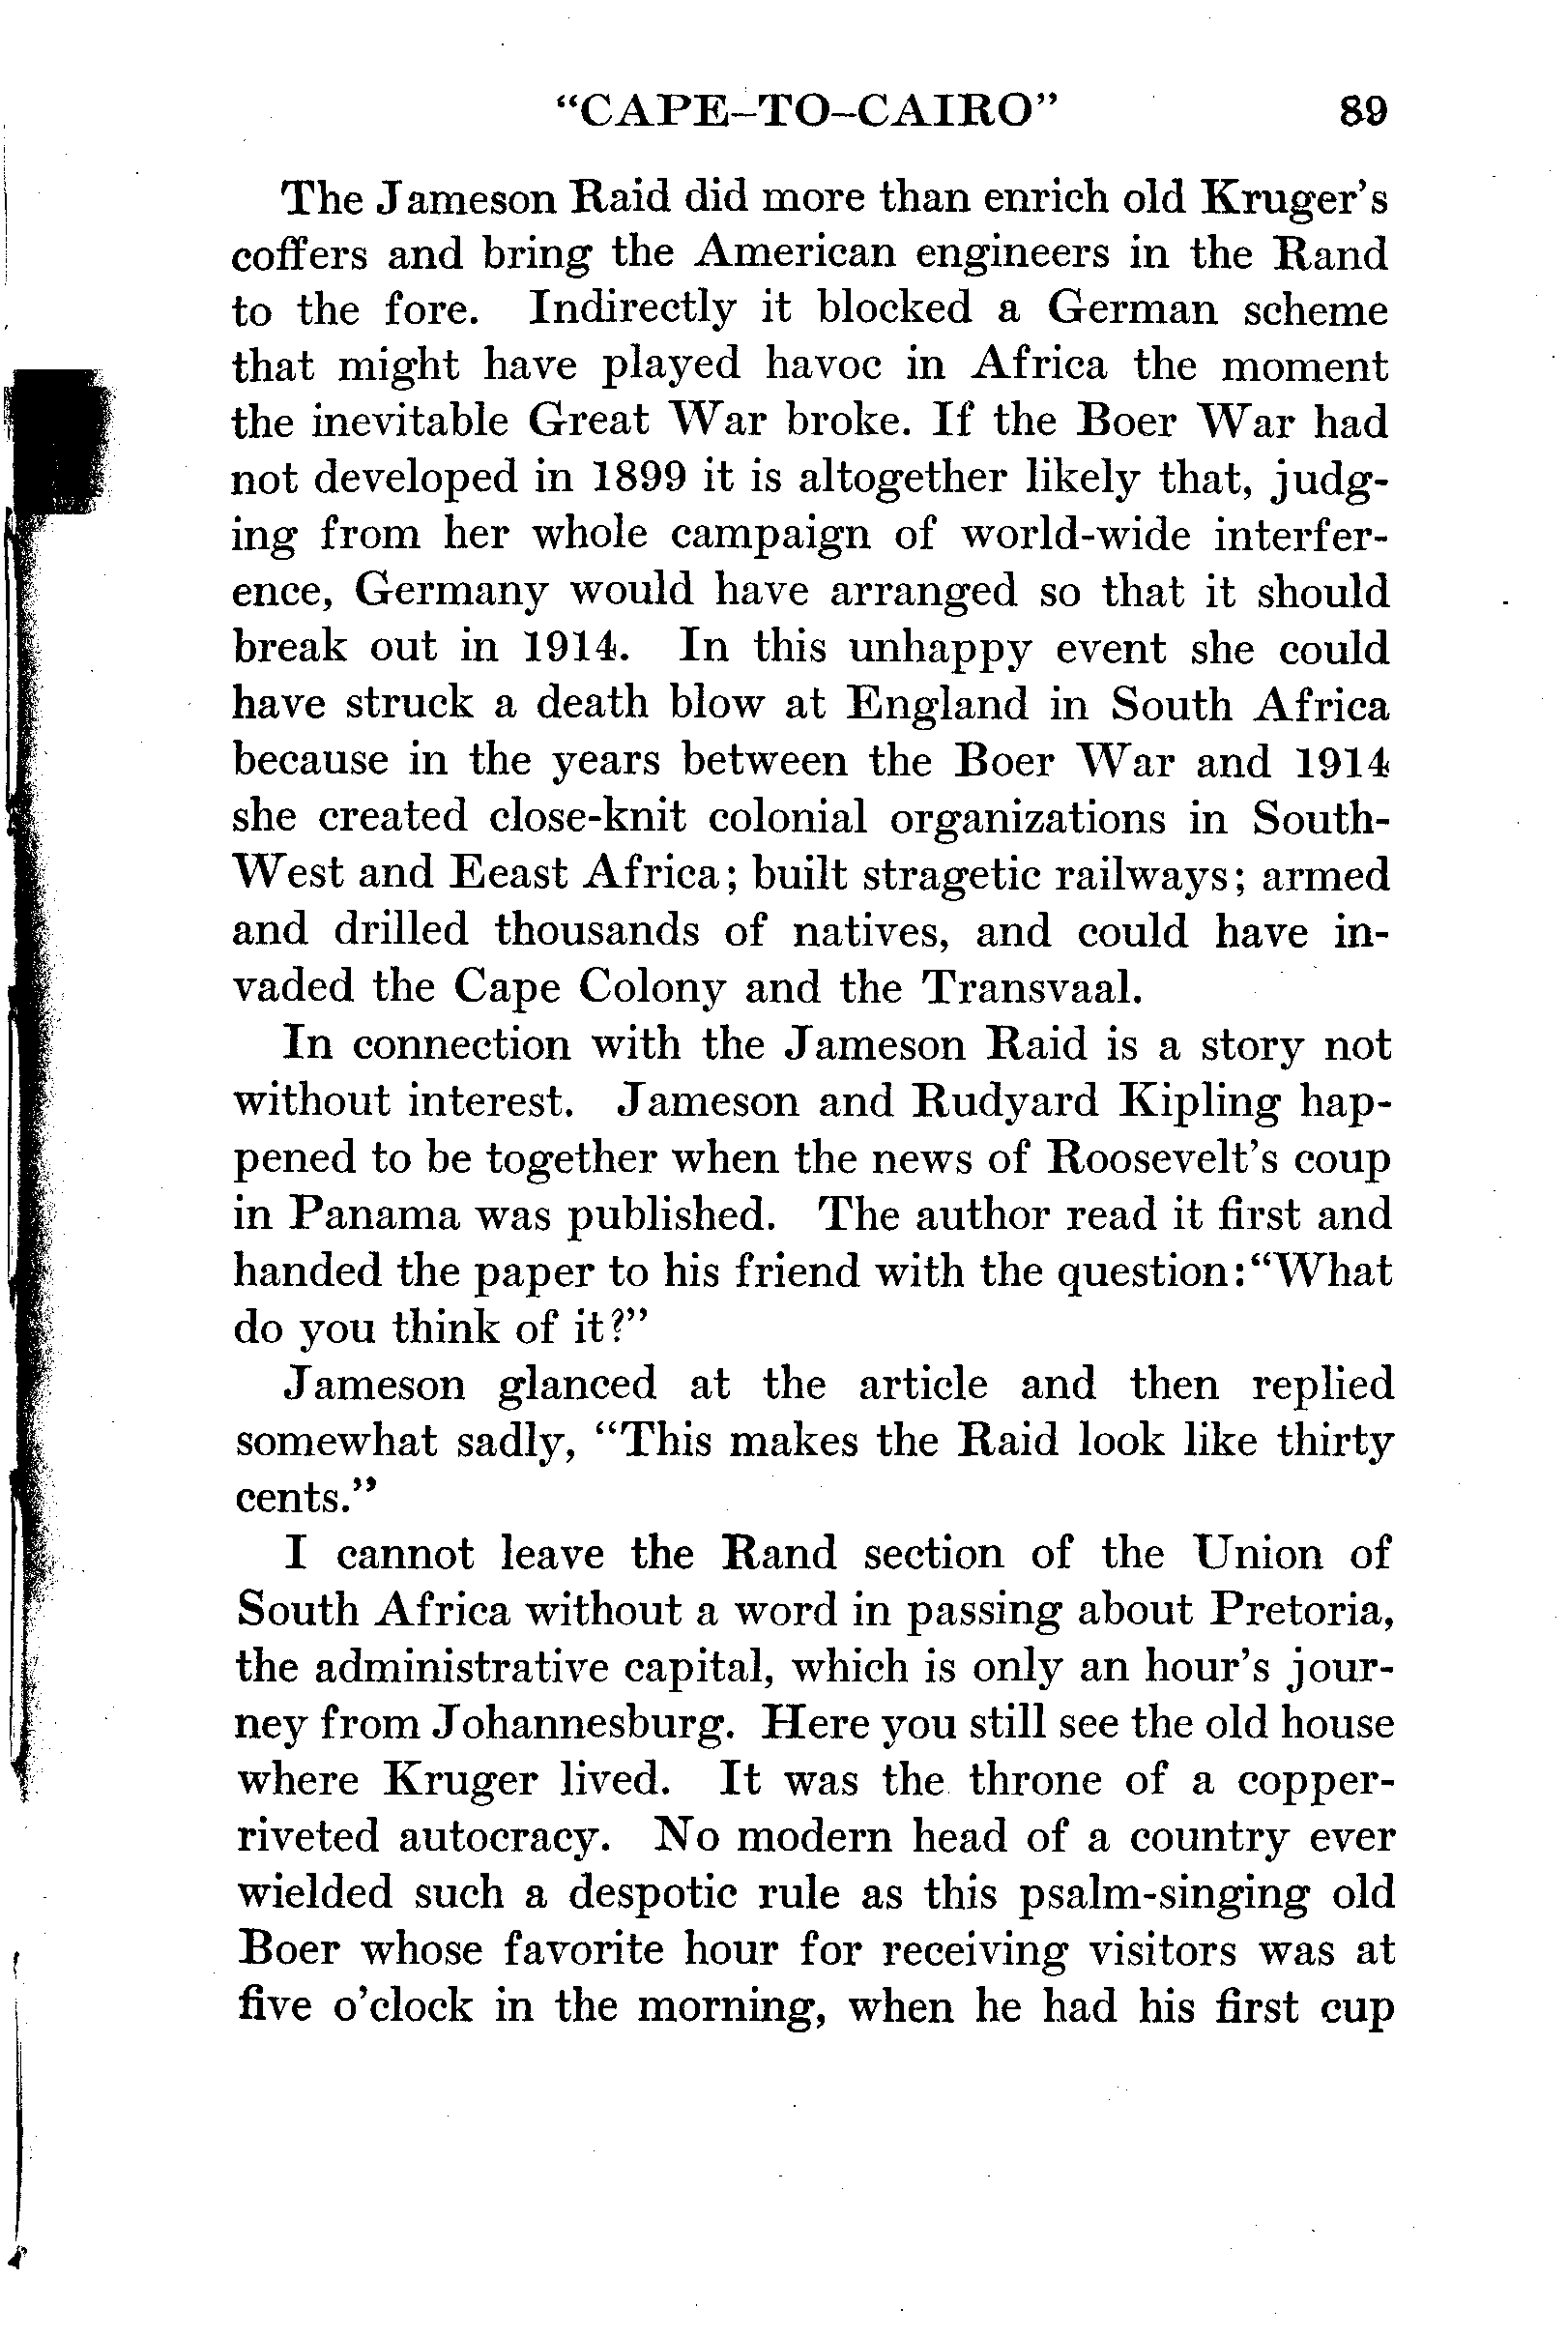 "CAPE-TO-CAIRO" 89
The Jameson Raid did more than enrich old Kruger's
coffers and bring the American engineers in the Rand
to the fore. Indirectly it blocked a German scheme
that might have played havoc in Africa the moment
the inevitable Great War broke. If the Boer War had
not developed in 1899 it is altogether likely that, judg-
ing from her whole campaign of world-wide interfer-
ence, Germany would have arranged so that it should
break out in 1914. In this unhappy event she could
have struck a death blow at England in South Africa
because in the years between the Boer War and 1914
she created close-knit colonial organizations in South-
West and Eeast Africa; built stragetic railways; armed
and drilled thousands of natives, and could have in-
vaded the Cape Colony and the Transvaal.
In connection with the Jameson Raid is a story not
without interest. Jameson and Rudyard Kipling hap-
pened to be together when the news of Roosevelt's coup
in Panama was published. The author read it first and
handed the paper to his friend with the question:"What
do you think of it?"
Jameson glanced at the article and then replied
somewhat sadly, "This makes the Raid look like thirty
cents."
I cannot leave the Rand section of the Union of
South Africa without a word in passing about Pretoria,
the administrative capital, which is only an hour's jour-
ney from Johannesburg. Here you still see the old house
where Kruger lived. It was the throne of a copper-
riveted autocracy. No modern head of a country ever
wielded such a despotic rule as this psalm-singing old
Boer whose favorite hour for receiving visitors was at
five o'clock in the morning, when he had his first cup